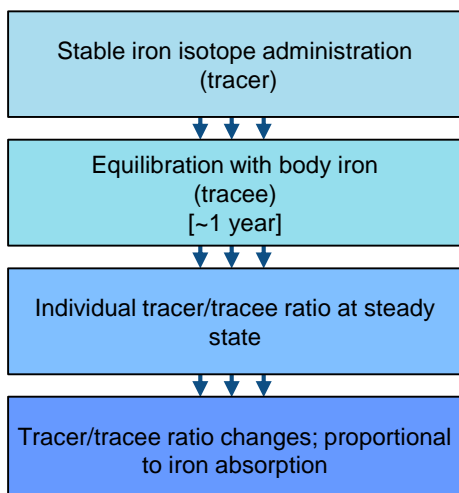 Stable iron isotope administration
(tracer)
Equilibration with body iron
(tracee)
[~1 year]
Individual tracer/tracee ratio at steady
state
Tracer/tracee ratio changes; proportional
to iron absorption